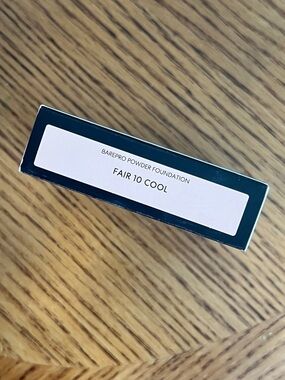 BAREPRO POWDER FOUNDATION
FAIR 10 COOL